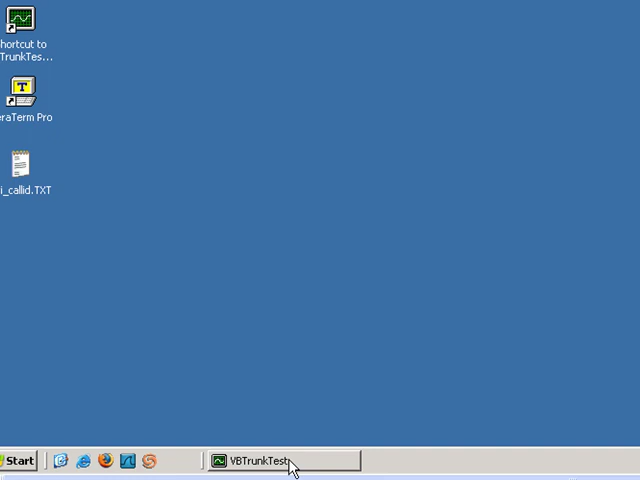 hortcut to
TrunkTes...
T
eraTerm Pro
i_callid.TXT
Start
VBTrunkTest